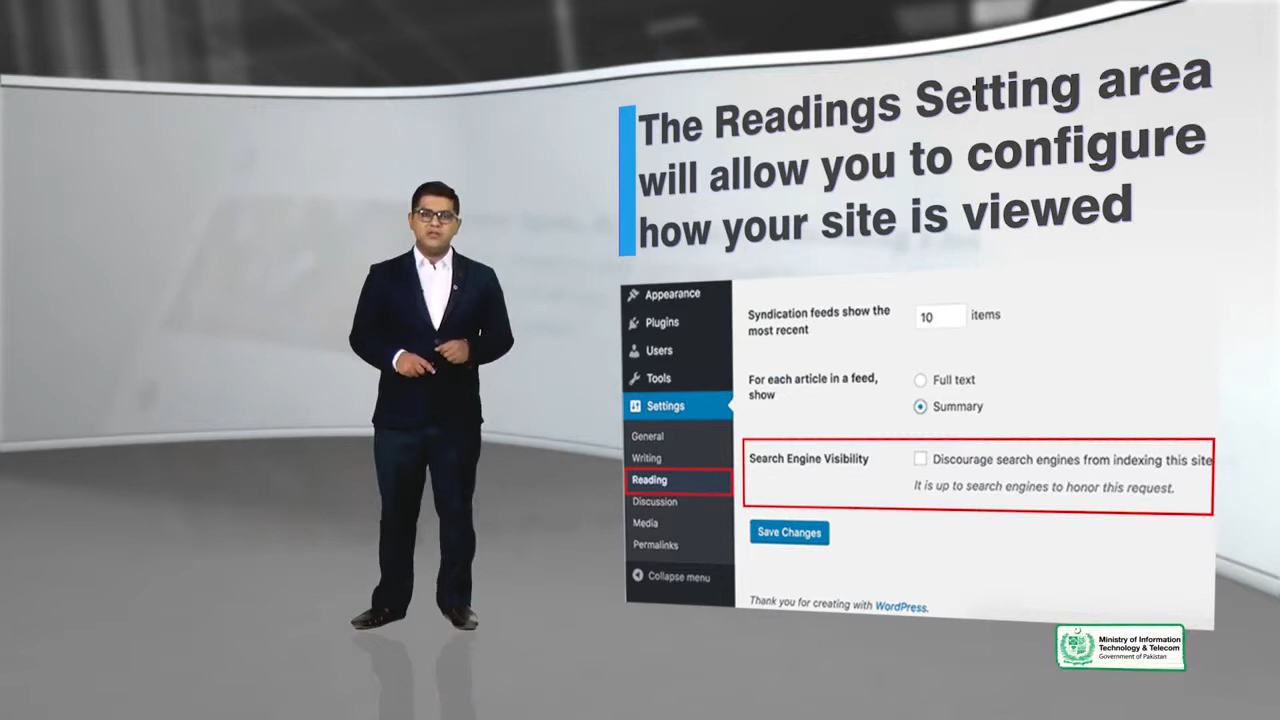 The Readings Setting area
will allow you to configure
how your site is viewed
Appearance
Plugins
Users
Tools
Settings
General
Writing
Reading
Discussion
Media
Permalinks
Collapse menu
Syndication feeds show the
most recent
10 items
For each article in a feed,
show
Full text
Summary
Search Engine Visibility
Discourage search engines from indexing this site
It is up to search engines to honor this request.
Save Changes
Thank you for creating with WordPress.
Ministry of Information
Technology & Telecom
Government of Pakistan